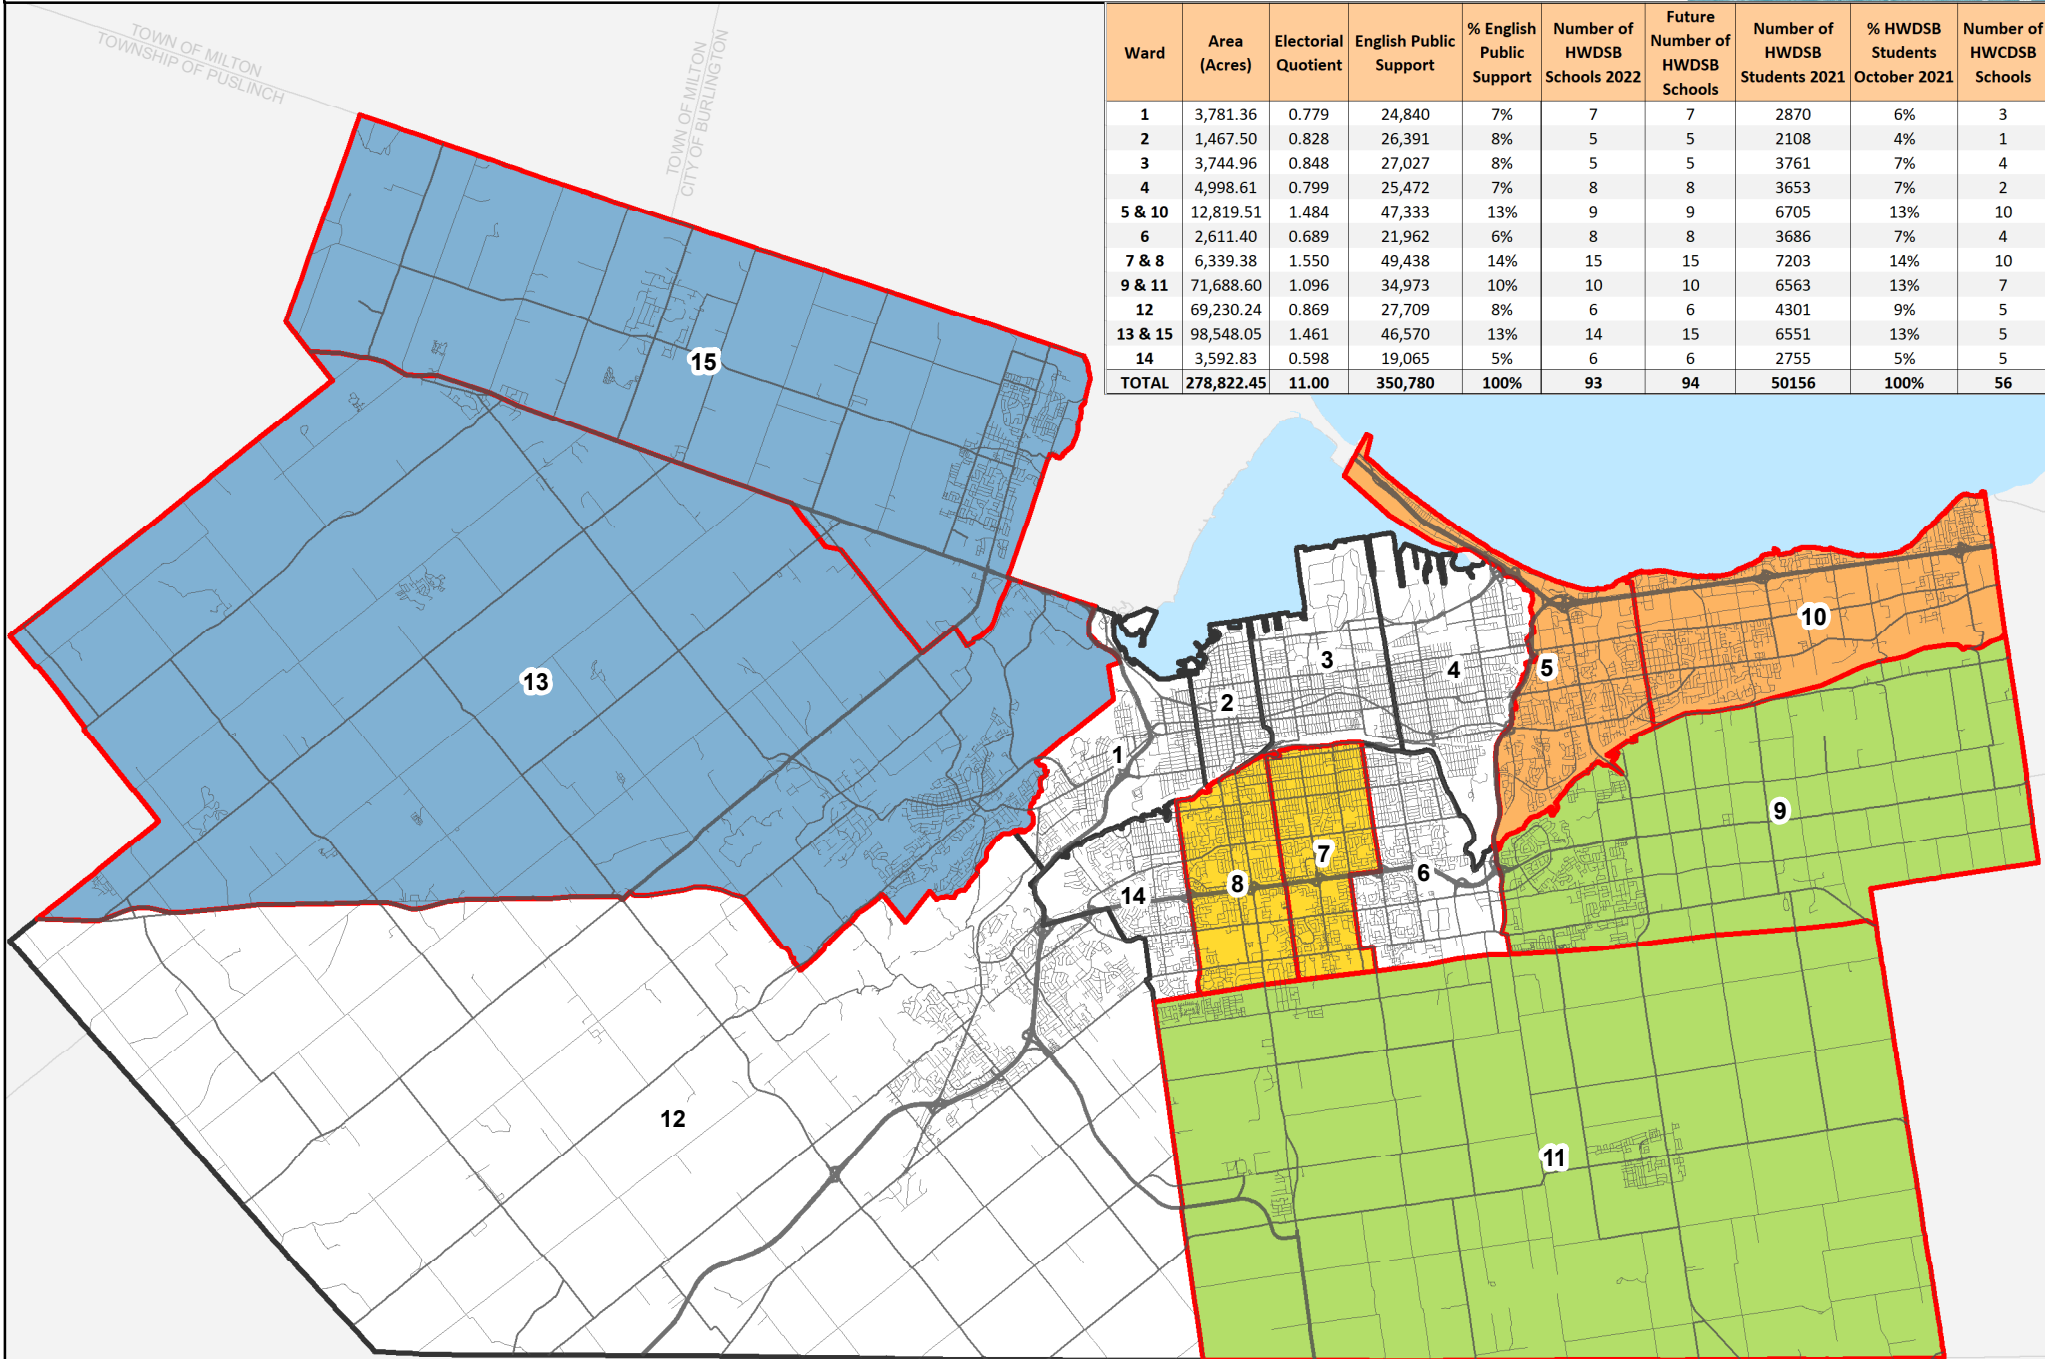 Ward | Area (Acres) | Electorial Quotient | English Public Support | % English Public Support | Number of HWDSB Schools 2022 | Future Number of HWDSB Schools | Number of HWDSB Students 2021 | % HWDSB Students October 2021 | Number of HWCDSB Schools
1 | 3,781.36 | 0.779 | 24,840 | 7% | 7 | 7 | 2870 | 6% | 3
2 | 1,467.50 | 0.828 | 26,391 | 8% | 5 | 5 | 2108 | 4% | 1
3 | 3,744.96 | 0.848 | 27,027 | 8% | 5 | 5 | 3761 | 7% | 4
4 | 4,998.61 | 0.799 | 25,472 | 7% | 8 | 8 | 3653 | 7% | 2
5 & 10 | 12,819.51 | 1.484 | 47,333 | 13% | 9 | 9 | 6705 | 13% | 10
6 | 2,611.40 | 0.689 | 21,962 | 6% | 8 | 8 | 3686 | 7% | 4
7 & 8 | 6,339.38 | 1.550 | 49,438 | 14% | 15 | 15 | 7203 | 14% | 10
9 & 11 | 71,688.60 | 1.096 | 34,973 | 10% | 10 | 10 | 6563 | 13% | 7
12 | 69,230.24 | 0.869 | 27,709 | 8% | 6 | 6 | 4301 | 9% | 5
13 & 15 | 98,548.05 | 1.461 | 46,570 | 13% | 14 | 15 | 6551 | 13% | 5
14 | 3,592.83 | 0.598 | 19,065 | 5% | 6 | 6 | 2755 | 5% | 5
TOTAL | 278,822.45 | 11.00 | 350,780 | 100% | 93 | 94 | 50156 | 100% | 56
TOWN OF MILTON
TOWNSHIP OF PUSLINCH
TOWN OF MILTON
CITY OF BURLINGTON
15
10
3
5
4
13
2
1
9
7
6
8
14
12
11